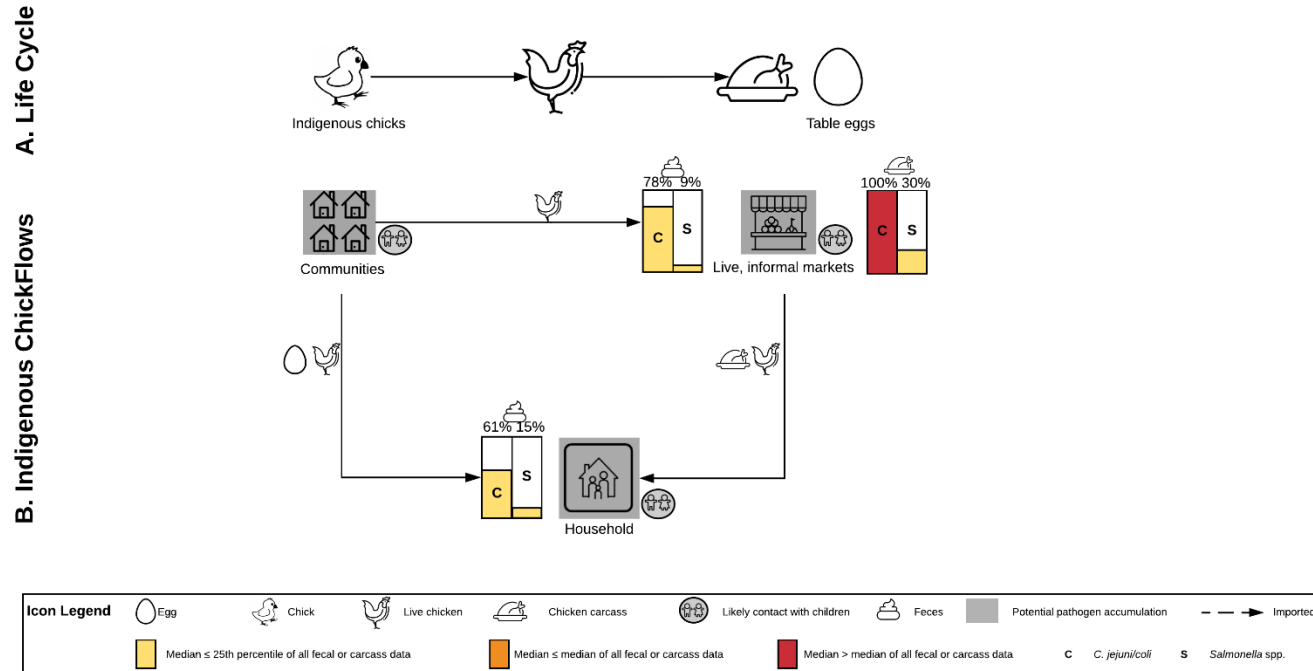 A. Life Cycle
Indigenous chicks
Table eggs
B. Indigenous ChickFlows
78% 9%
C
S
100% 30%
C
S
Communities
Live, informal markets
61% 15%
C
S
Household
Icon Legend
Egg
Chick
Live chicken
Chicken carcass
Likely contact with children
Feces
Potential pathogen accumulation
Imported
Median ≤ 25th percentile of all fecal or carcass data
Median ≤ median of all fecal or carcass data
Median > median of all fecal or carcass data
C C. jejuni/coli
S Salmonella spp.